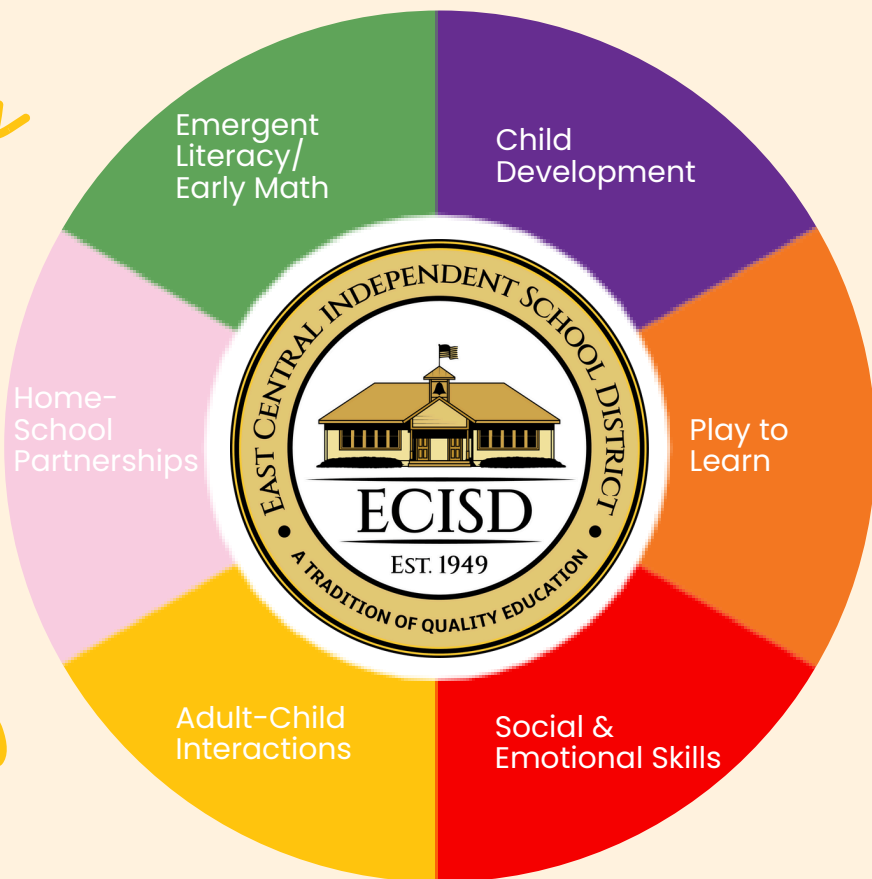 Emergent
Literacy/
Early Math
Child
Development
Home-
School
Partnerships
EAST CENTRAL INDEPENDENT SCHOOL DISTRICT
ECISD
EST. 1949
A TRADITION OF QUALITY EDUCATION
Play to
Learn
Adult-Child
Interactions
Social &
Emotional Skills